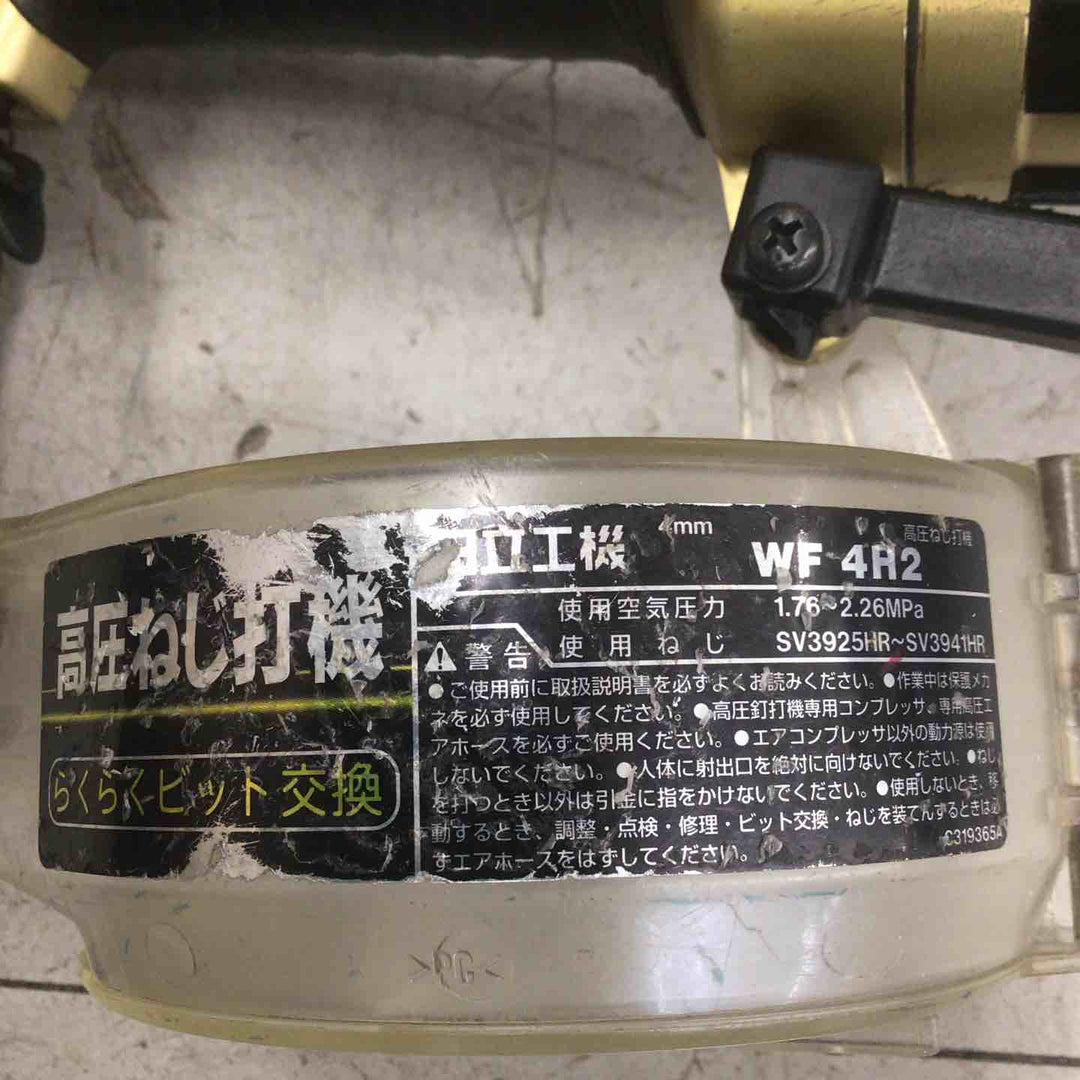 高圧ねじ打機
らくらくビット交換
日立工機
mm
高圧ねじ打機
WF 4H2
使用空気圧力 1.76~2.26MPa
警告 使用ねじ SV3925HR~SV3941HR
●ご使用前に取扱説明書を必ずよくお読みください。●作業中は保護メガ
ネを必ず使用してください。●高圧釘打機専用コンプレッサ、専用高圧エ
アホースを必ずご使用ください。●エアコンプレッサ以外の動力源は使用
しないでください。●人体に射出口を絶対に向けないでください。●ねじ
を打つとき以外は引金に指をかけないでください。●使用しないとき、移
動するとき、調整・点検・修理・ビット交換・ねじを装てんするときは必
ずエアホースをはずしてください。
C319365A
>PG<